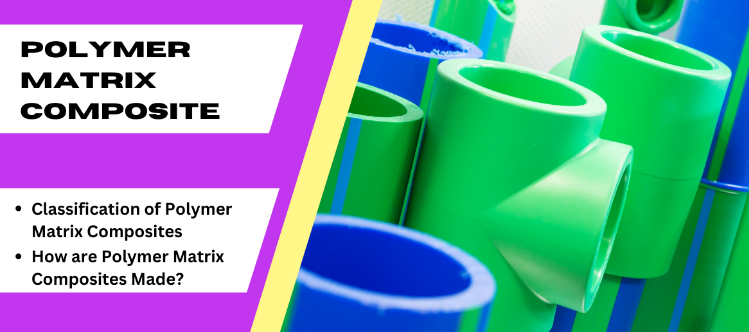 POLYMER
MATRIX
COMPOSITE
• Classification of Polymer
Matrix Composites
• How are Polymer Matrix
Composites Made?